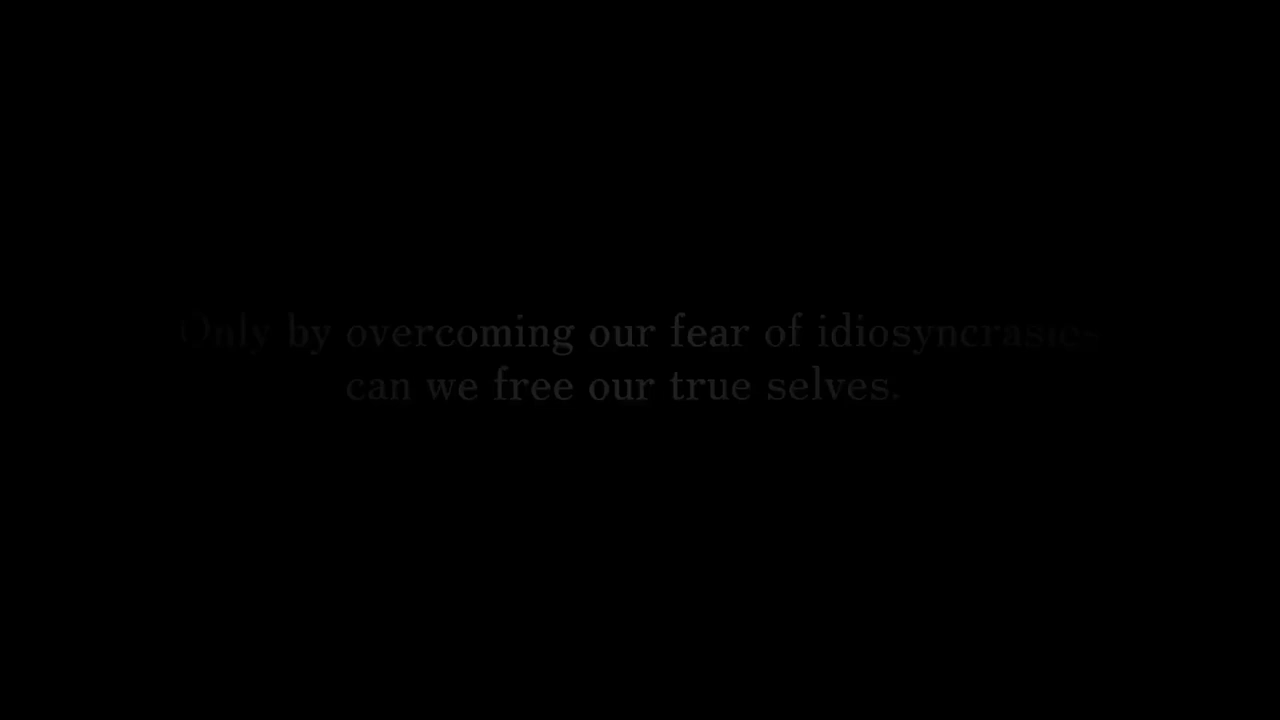 Only by overcoming our fear of idiosyncrasies
can we free our true selves.